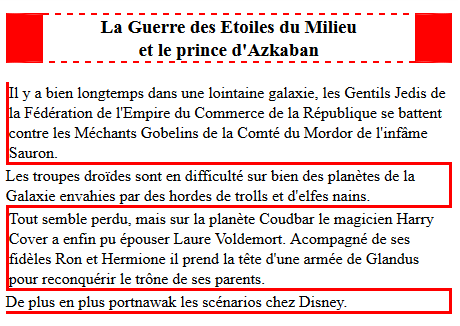 La Guerre des Etoiles du Milieu
et le prince d'Azkaban
Il y a bien longtemps dans une lointaine galaxie, les Gentils Jedis de
la Fédération de l'Empire du Commerce de la République se battent
contre les Méchants Gobelins de la Comté du Mordor de l'infâme
Sauron.
Les troupes droïdes sont en difficulté sur bien des planètes de la
Galaxie envahies par des hordes de trolls et d'elfes nains.
Tout semble perdu, mais sur la planète Coudbar le magicien Harry
Cover a enfin pu épouser Laure Voldemort. Acompagné de ses
fidèles Ron et Hermione il prend la tête d'une armée de Glandus
pour reconquérir le trône de ses parents.
De plus en plus portnawak les scénarios chez Disney.